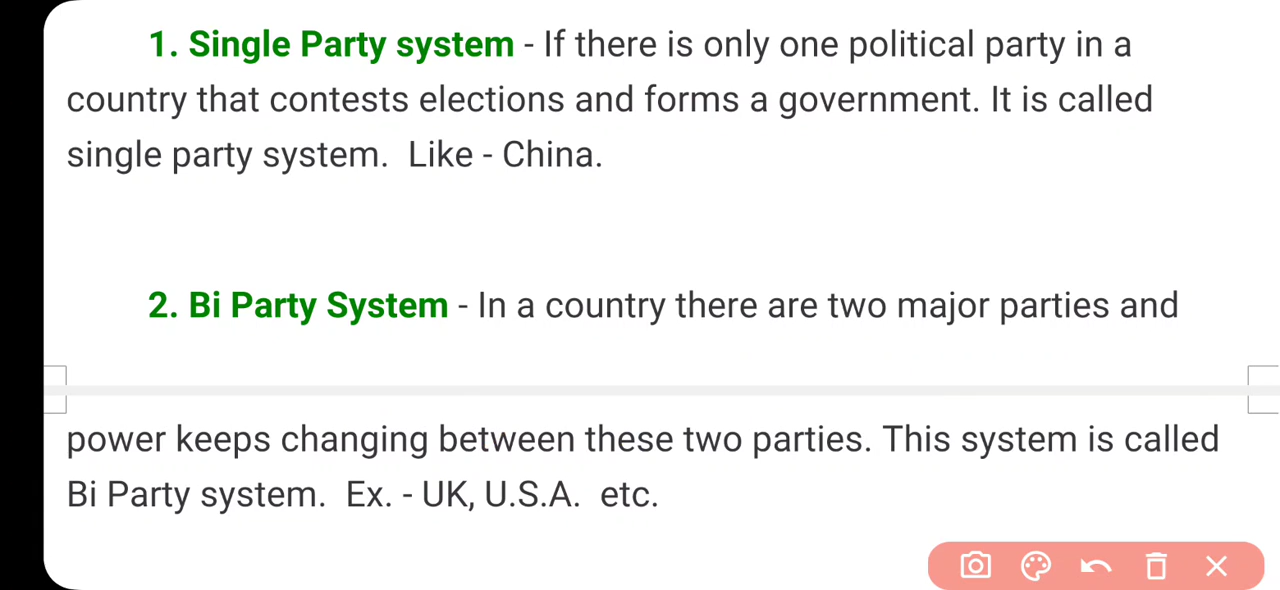 1. Single Party system - If there is only one political party in a
country that contests elections and forms a government. It is called
single party system. Like - China.
2. Bi Party System - In a country there are two major parties and
power keeps changing between these two parties. This system is called
Bi Party system. Ex. - UK, U.S.A. etc.